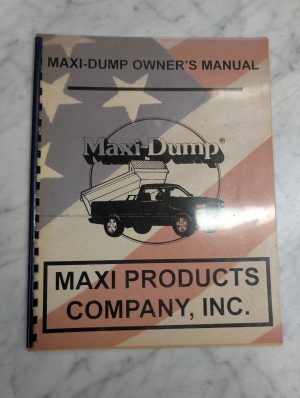 MAXI-DUMP OWNER'S MANUAL
Maxi-Dump®
MAXI PRODUCTS
COMPANY, INC.